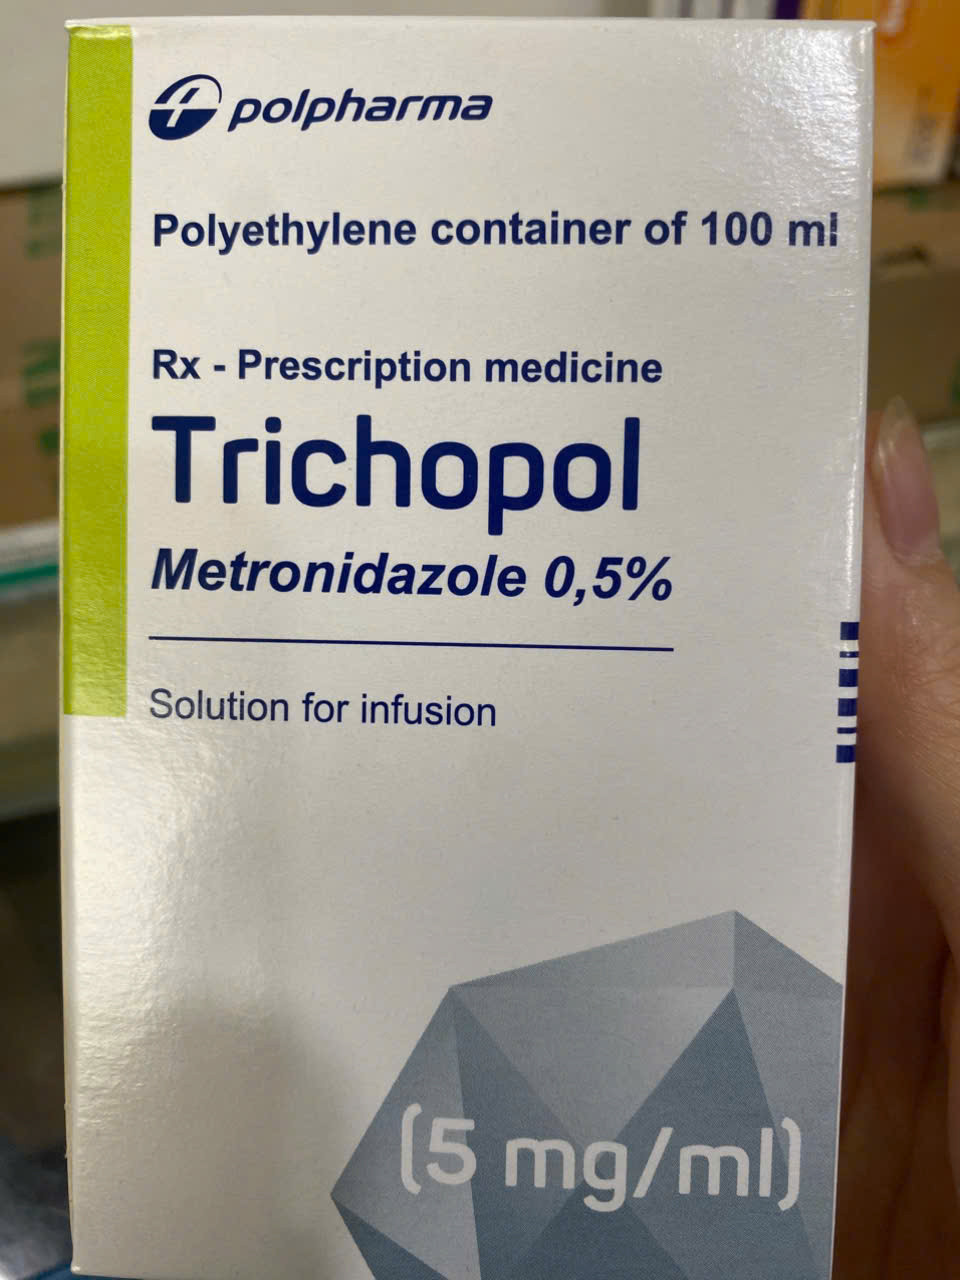 polpharma
Polyethylene container of 100 ml
Rx - Prescription medicine
Trichopol
Metronidazole 0,5%
Solution for infusion
(5 mg/ml)